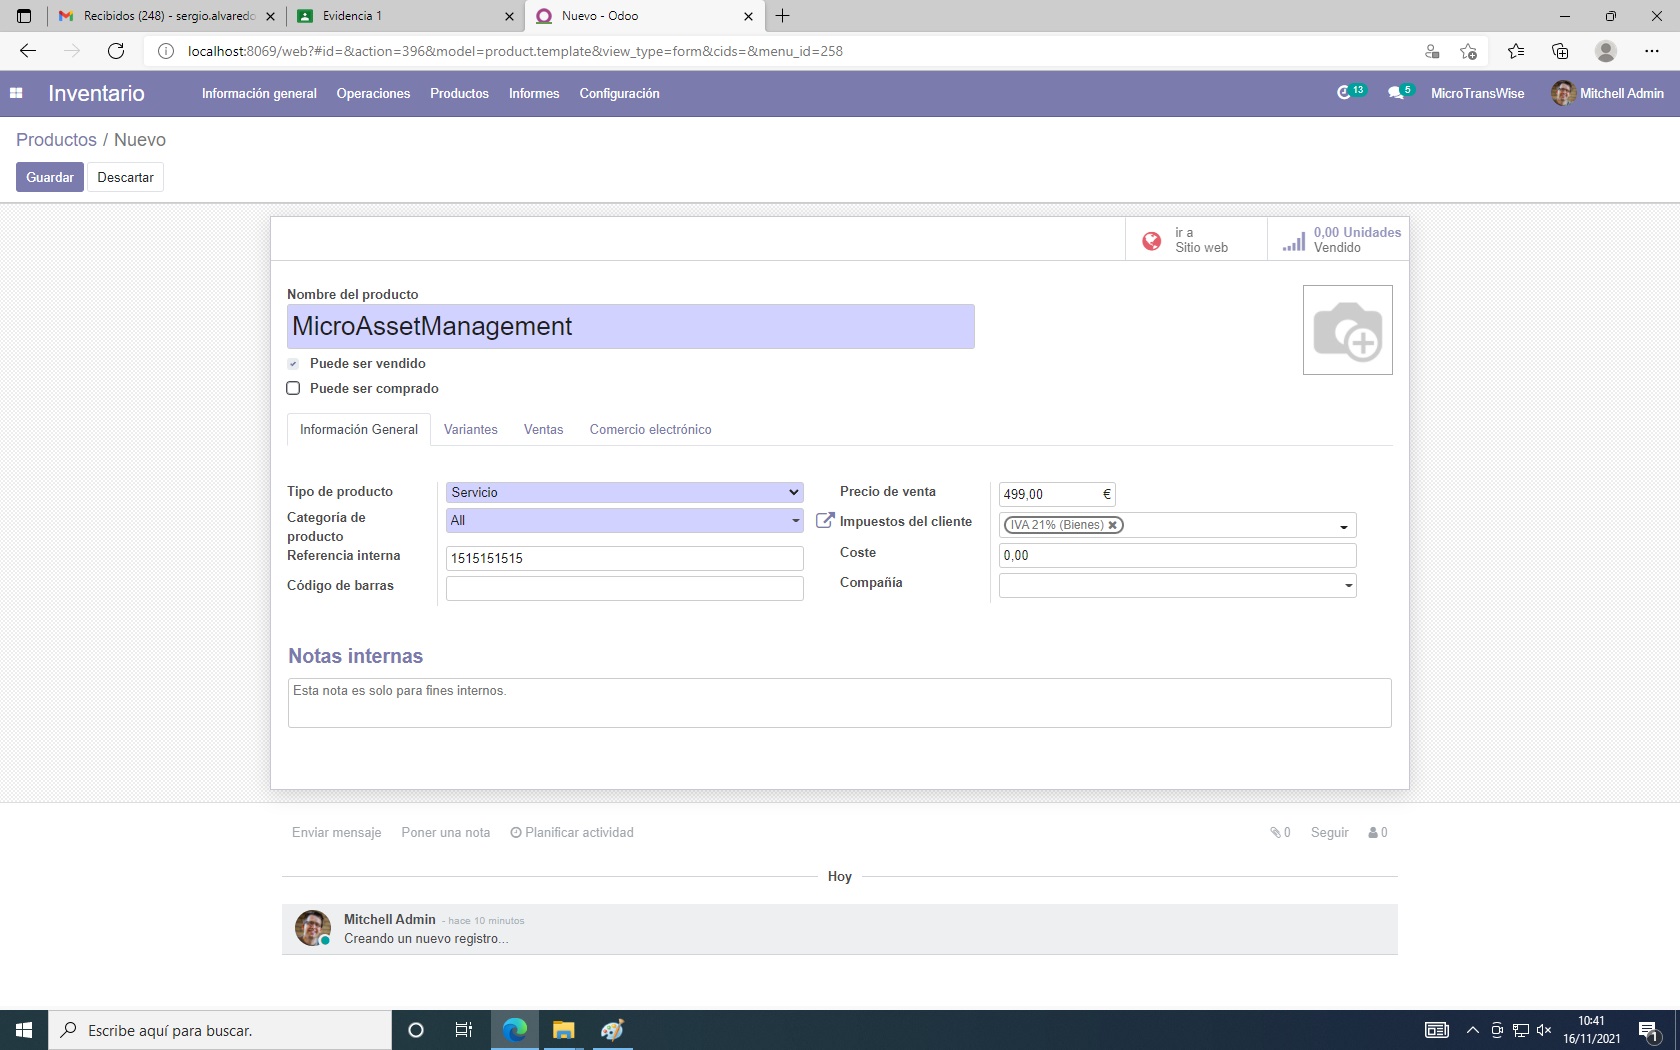 Recibidos (248) - sergio.alvaredo
Evidencia 1
Nuevo - Odoo
localhost:8069/web?#id=&action=396&model=product.template&view_type=form&cids=&menu_id=258
Inventario
Información general
Operaciones
Productos
Informes
Configuración
13
5
MicroTransWise
Mitchell Admin
Productos / Nuevo
Guardar
Descartar
ir a
Sitio web
0,00 Unidades
Vendido
Nombre del producto
MicroAssetManagement
Puede ser vendido
Puede ser comprado
Información General
Variantes
Ventas
Comercio electrónico
Tipo de producto
Servicio
Categoría de
producto
All
Referencia interna
1515151515
Código de barras
Precio de venta
499,00 €
Impuestos del cliente
IVA 21% (Bienes)
Coste
0,00
Compañía
Notas internas
Esta nota es solo para fines internos.
Enviar mensaje
Poner una nota
Planificar actividad
0
Seguir
0
Hoy
Mitchell Admin - hace 10 minutos
Creando un nuevo registro...
Escribe aquí para buscar.
10:41
16/11/2021
1